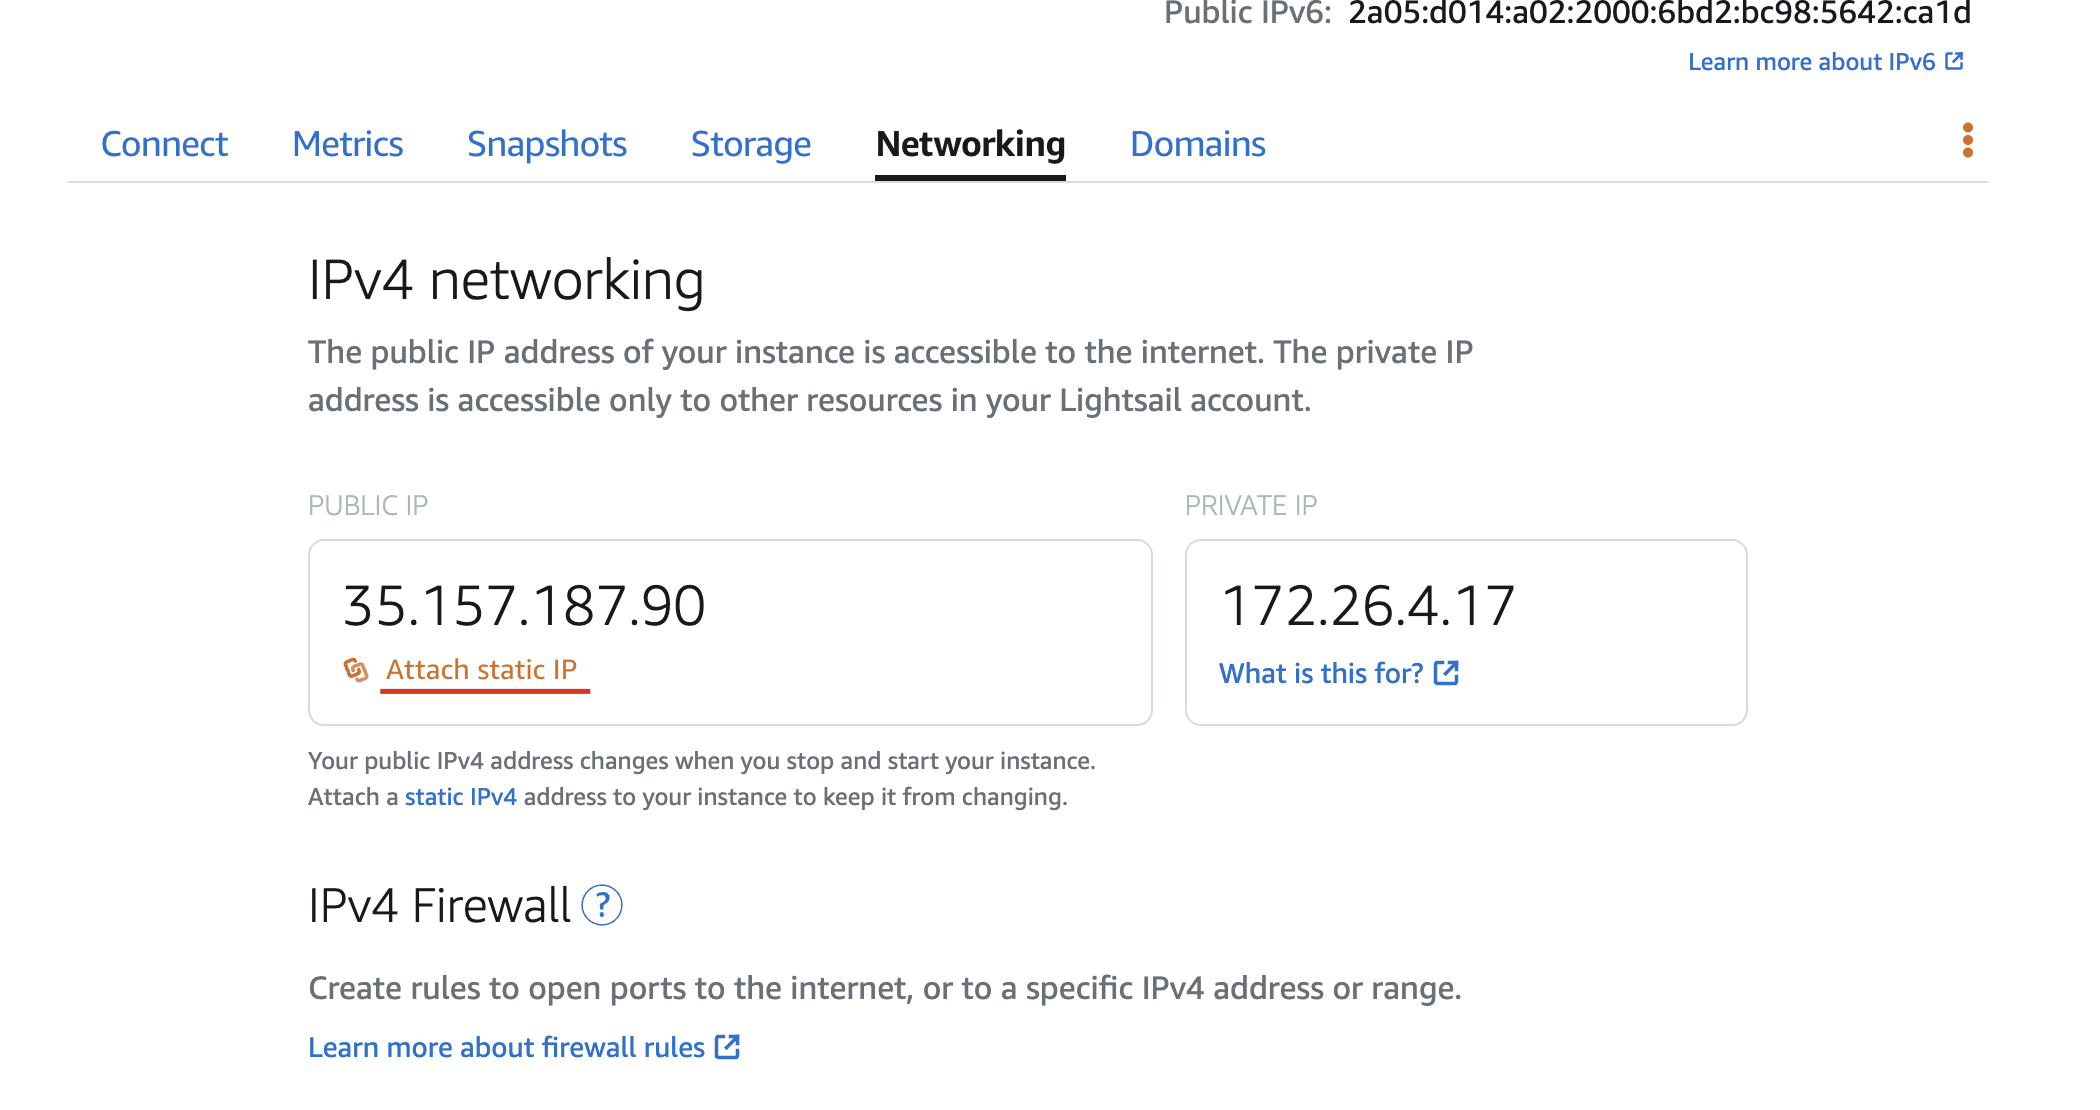 Public IPv6: 2a05:d014:a02:2000:6bd2:bc98:5642:ca1d
Learn more about IPv6
Connect Metrics Snapshots Storage Networking Domains
IPv4 networking
The public IP address of your instance is accessible to the internet. The private IP
address is accessible only to other resources in your Lightsail account.
PUBLIC IP
35.157.187.90
Attach static IP
PRIVATE IP
172.26.4.17
What is this for?
Your public IPv4 address changes when you stop and start your instance.
Attach a static IPv4 address to your instance to keep it from changing.
IPv4 Firewall ?
Create rules to open ports to the internet, or to a specific IPv4 address or range.
Learn more about firewall rules